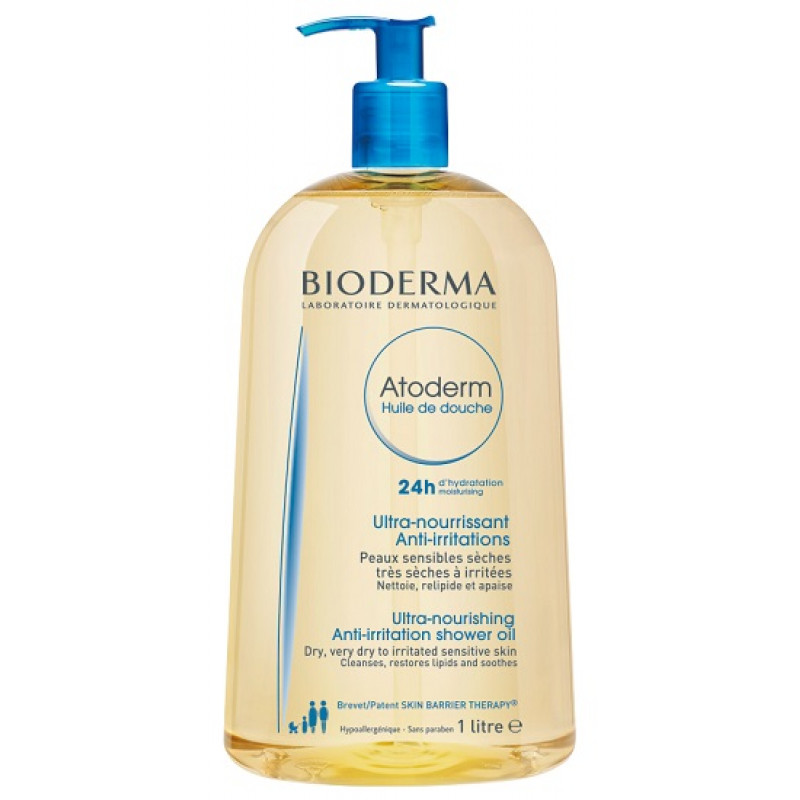 BIODERMA
LABORATOIRE DERMATOLOGIQUE
Atoderm
Huile de douche
24h d'hydratation
moisturising
Ultra-nourrissant
Anti-irritations
Peaux sensibles sèches
très sèches à irritées
Nettoie, relipide et apaise
Ultra-nourishing
Anti-irritation shower oil
Dry, very dry to irritated sensitive skin
Cleanses, restores lipids and soothes
Brevet/Patent SKIN BARRIER THERAPY®
Hypoallergénique - Sans paraben 1 litre ℮